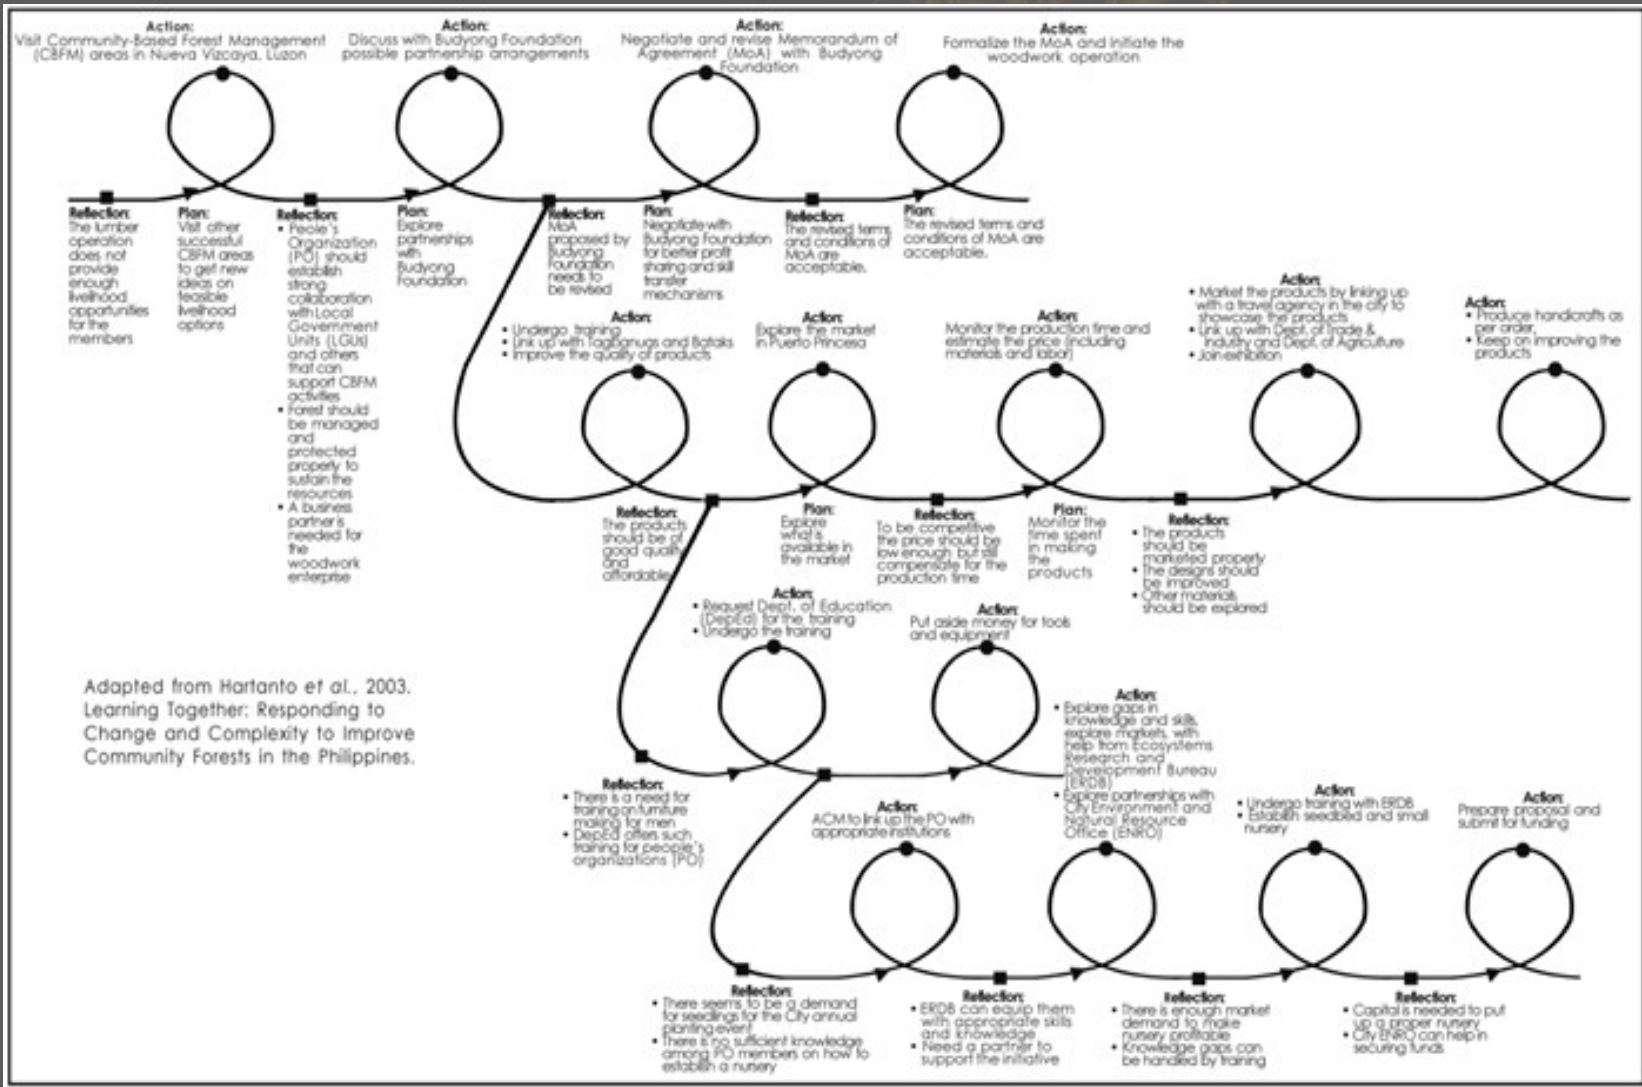 Action:
Visit Community-Based Forest Management
(CBFM) areas in Nueva Vizcaya, Luzon
Action:
Discuss with Budyong Foundation
possible partnership arrangements
Action:
Negotiate and revise Memorandum of
Agreement (MoA) with Budyong
Foundation
Action:
Formalize the MoA and initiate the
woodwork operation
Reflection:
The lumber
operation
does not
provide
enough
livelihood
opportunities
for the
members
Plan:
Visit other
successful
CBFM areas
to get new
ideas on
feasible
livelihood
options
Reflection:
• Peole's
Organization
(PO) should
establish
strong
collaboration
with Local
Government
Units (LGUs)
and others
that can
support CBFM
activities
• Forest should
be managed
and
protected
properly to
sustain the
resources
• A business
partner is
needed for
the
woodwork
enterprise
Plan:
Explore
partnerships
with
Budyong
Foundation
Reflection:
MoA
proposed by
Budyong
Foundation
needs to
be revised
Plan:
Negotiate with
Budyong Foundation
for better profit
sharing and skill
transfer
mechanisms
Reflection:
The revised terms
and conditions of
MoA are
acceptable.
Plan:
The revised terms and
conditions of MoA are
acceptable.
Action:
• Undergo training
• Link up with Tagbanuas and Bataks
• Improve the quality of products
Action:
Explore the market
in Puerto Princesa
Action:
Monitor the production time and
estimate the price (including
materials and labor)
Action:
• Market the products by linking up
with a travel agency in the city to
showcase the products
• Link up with Dept. of Trade &
Industry and Dept. of Agriculture
• Join exhibition
Action:
• Produce handicrafts as
per order,
• Keep on improving the
products
Reflection:
The products
should be of
good quality
and
affordable
Plan:
Explore
what is
available in
the market
Reflection:
To be competitive
the price should be
low enough but still
compensate for the
production time
Plan:
Monitor the
time spent
in making
the
products
Reflection:
• The products
should be
marketed properly
• The designs should
be improved
• Other materials
should be explored
Action:
• Request Dept. of Education
(DepEd) for the training
• Undergo the training
Action:
Put aside money for tools
and equipment
Adapted from Hartanto et al., 2003.
Learning Together: Responding to
Change and Complexity to Improve
Community Forests in the Philippines.
Reflection:
• There is a need for
training on furniture
making for men
• DepEd offers such
training for people's
organizations (PO)
Action:
ACM to link up the PO with
appropriate institutions
Action:
• Explore gaps in
knowledge and skills,
explore markets, with
help from Ecosystems
Research and
Development Bureau
(ERDB)
• Explore partnerships with
City Environment and
Natural Resource
Office (ENRO)
Action:
• Undergo training with ERDB
• Establish seedbed and small
nursery
Action:
Prepare proposal and
submit for funding
Reflection:
• There seems to be a demand
for seedlings for the City annual
planting event
• There is no sufficient knowledge
among PO members on how to
establish a nursery
Reflection:
• ERDB can equip them
with appropriate skills
and knowledge
• Need a partner to
support the initiative
Reflection:
• There is enough market
demand to make
nursery profitable
• Knowledge gaps can
be handled by training
Reflection:
• Capital is needed to put
up a proper nursery
• City ENRO can help in
securing funds